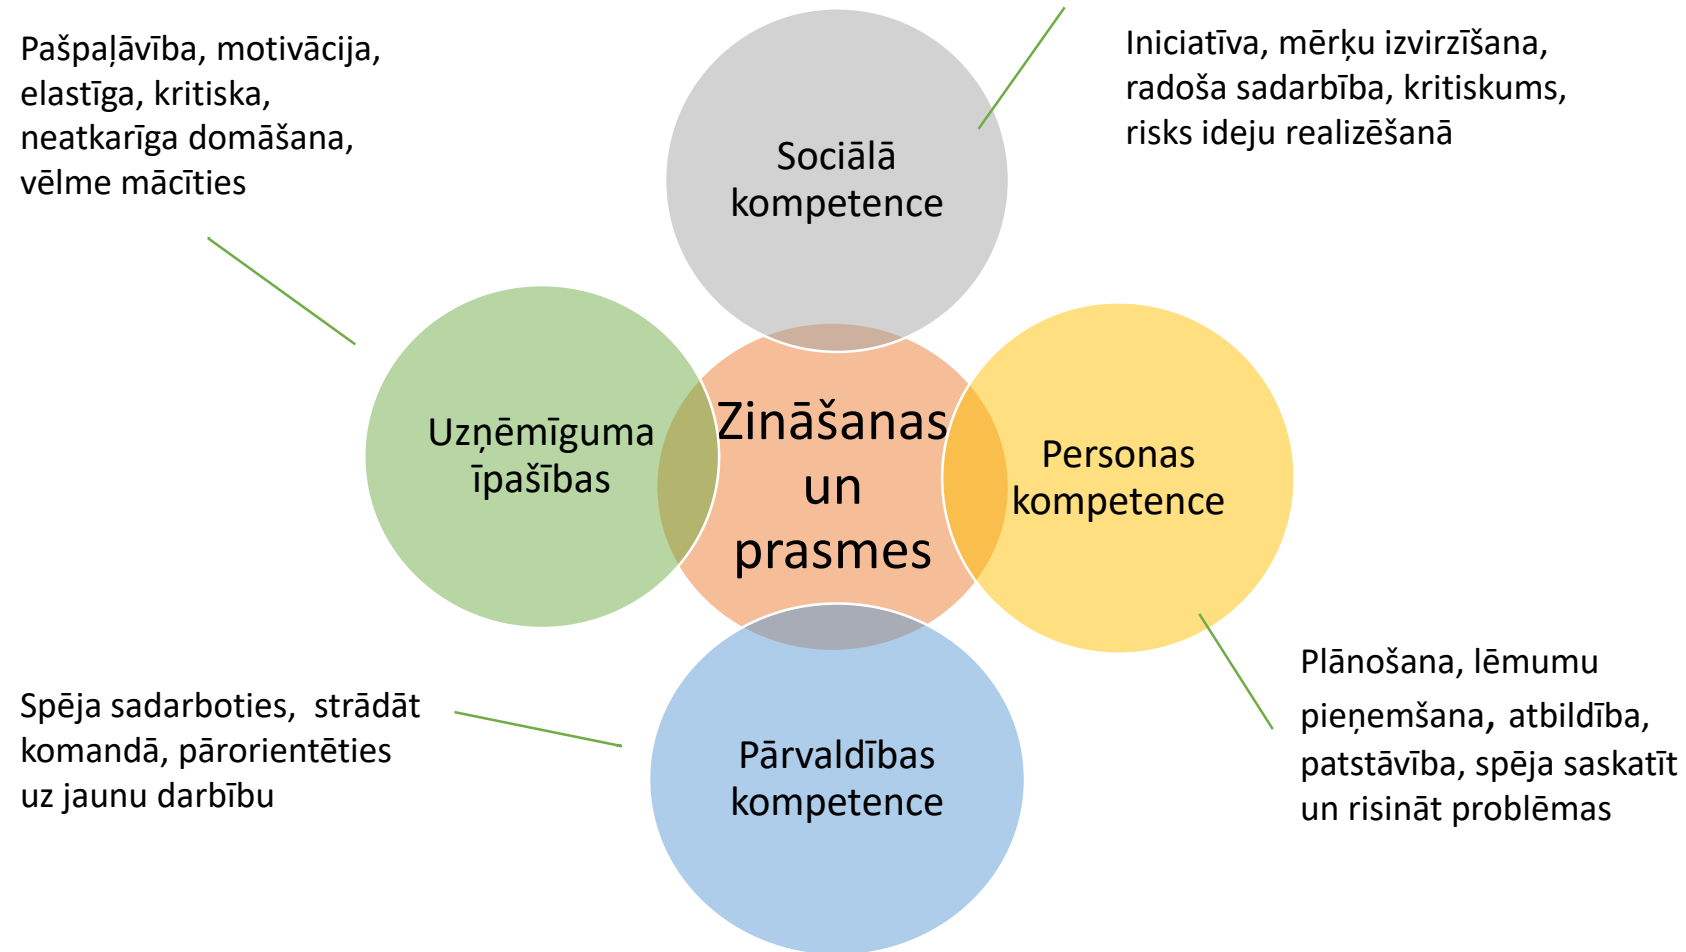 Pašpaļāvība, motivācija,
elastīga, kritiska,
neatkarīga domāšana,
vēlme mācīties
Iniciatīva, mērķu izvirzīšana,
radoša sadarbība, kritiskums,
risks ideju realizēšanā
Sociālā
kompetence
Uzņēmīguma
īpašības
Zināšanas
un
prasmes
Personas
kompetence
Spēja sadarboties,  strādāt
komandā, pārorientēties
uz jaunu darbību
Pārvaldības
kompetence
Plānošana, lēmumu
pieņemšana, atbildība,
patstāvība, spēja saskatīt
un risināt problēmas